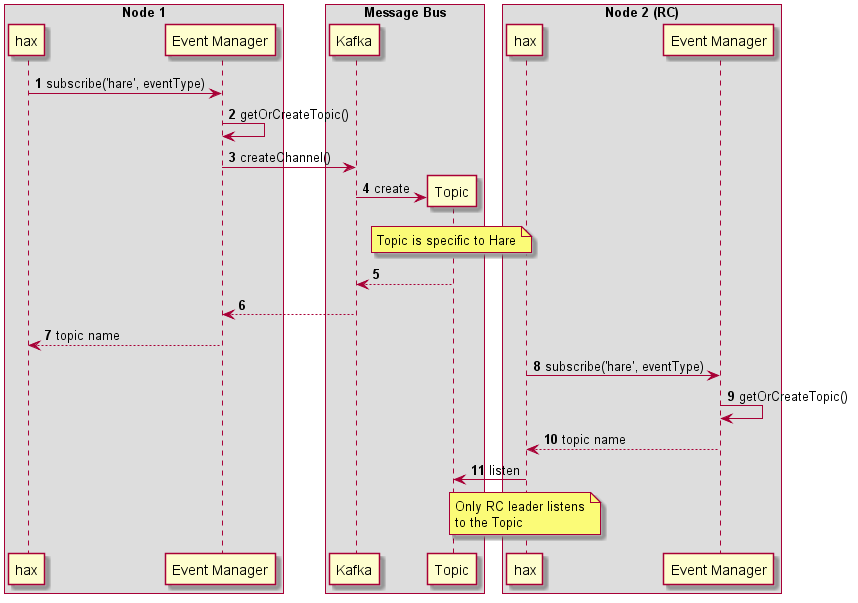 Node 1
Message Bus
Node 2 (RC)
hax
Event Manager
Kafka
hax
Event Manager
1 subscribe('hare', eventType)
2 getOrCreateTopic()
3 createChannel()
4 create
Topic
Topic is specific to Hare
5
6
7 topic name
8 subscribe('hare', eventType)
9 getOrCreateTopic()
10 topic name
11 listen
Only RC leader listens
to the Topic
hax
Event Manager
Kafka
Topic
hax
Event Manager